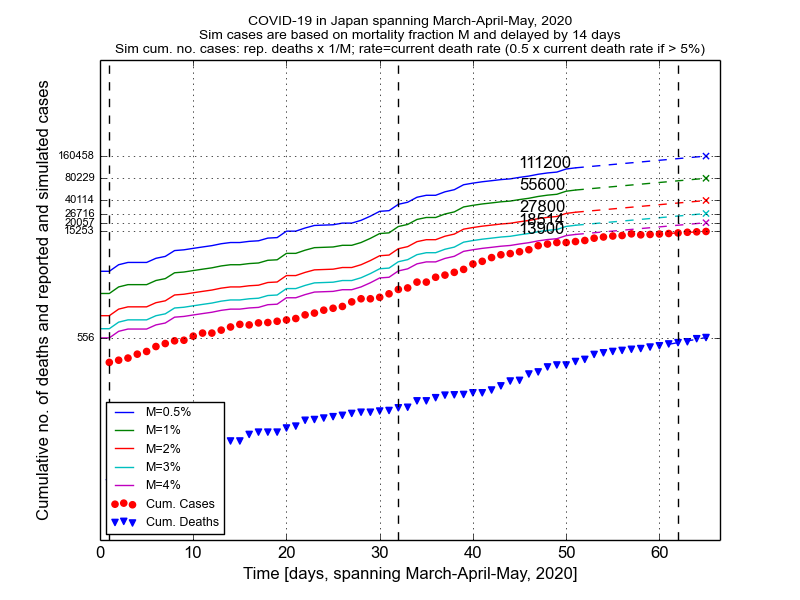 COVID-19 in Japan spanning March-April-May, 2020
Sim cases are based on mortality fraction M and delayed by 14 days
Sim cum. no. cases: rep. deaths x 1/M; rate=current death rate (0.5 x current death rate if > 5%)
Cumulative no. of deaths and reported and simulated cases
160458
80229
40114
26716
20057
15253
556
111200
55600
27800
18514
13900
M=0.5%
M=1%
M=2%
M=3%
M=4%
Cum. Cases
Cum. Deaths
0 10 20 30 40 50 60
Time [days, spanning March-April-May, 2020]